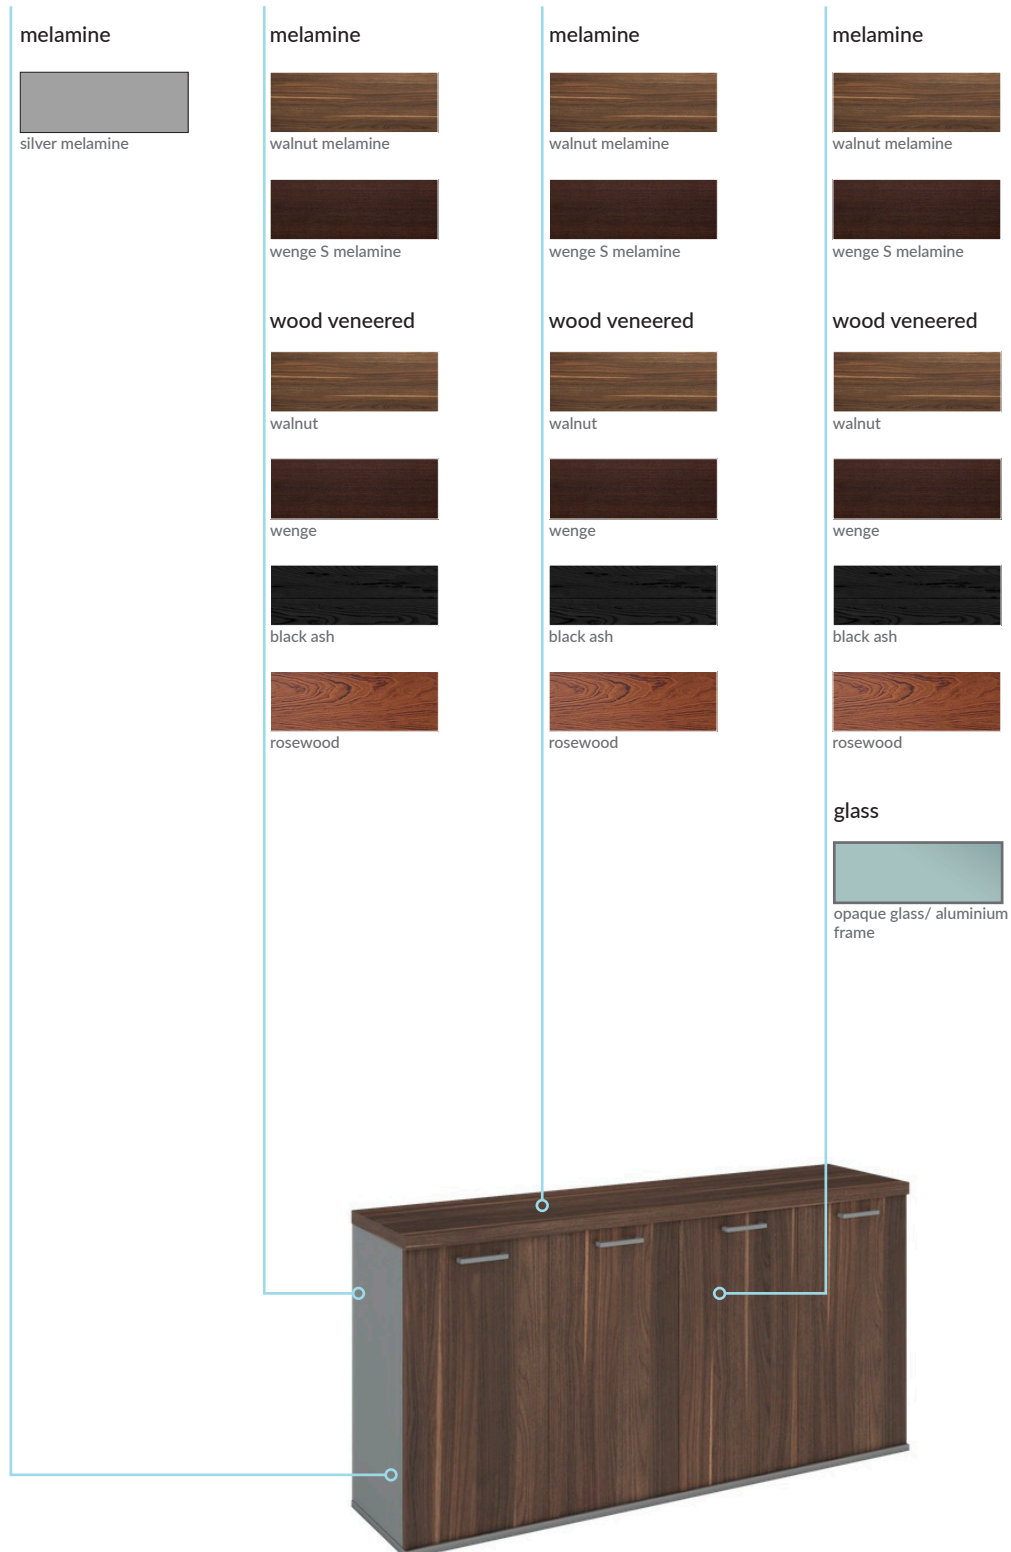 melamine
silver melamine
melamine
walnut melamine
wenge S melamine
wood veneered
walnut
wenge
black ash
rosewood
melamine
walnut melamine
wenge S melamine
wood veneered
walnut
wenge
black ash
rosewood
melamine
walnut melamine
wenge S melamine
wood veneered
walnut
wenge
black ash
rosewood
glass
opaque glass/ aluminium
frame